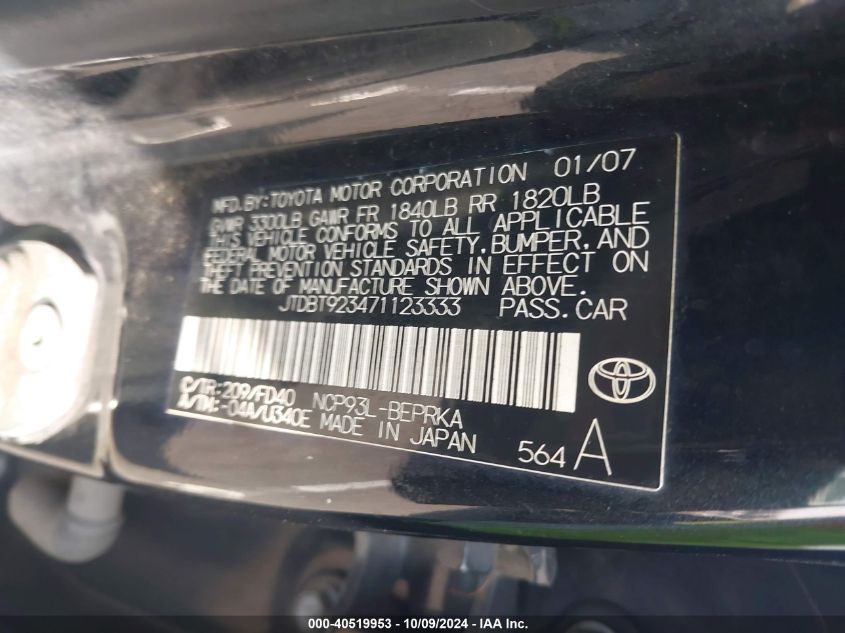 MFD.BY:TOYOTA MOTOR CORPORATION 01/07
GVWR 3300LB GAWR FR 1840LB RR 1820LB
THIS VEHICLE CONFORMS TO ALL APPLICABLE
FEDERAL MOTOR VEHICLE SAFETY,BUMPER,AND
THEFT PREVENTION STANDARDS IN EFFECT ON
THE DATE OF MANUFACTURE SHOWN ABOVE.
JTDBT923471123333 PASS.CAR
C/TR:209/FD40 NCP93L-BEPRKA
A/TM:-04A/U340E MADE IN JAPAN
564 A
000-40519953 - 10/09/2024 - IAA Inc.